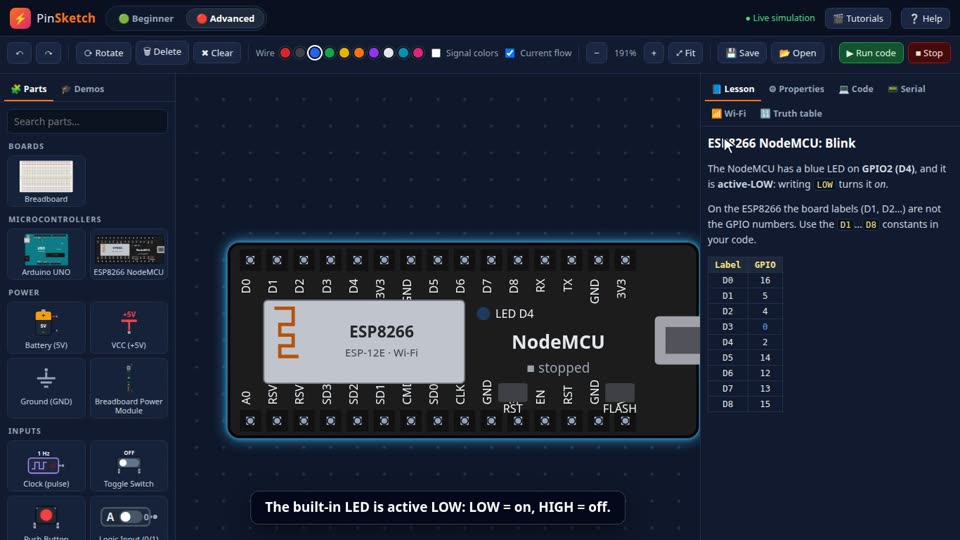 PinSketch
Beginner
Advanced
Live simulation
Tutorials
Help
Rotate
Delete
Clear
Wire
Signal colors
Current flow
191%
Fit
Save
Open
Run code
Stop
Parts
Demos
Search parts...
BOARDS
Breadboard
MICROCONTROLLERS
Arduino UNO
ESP8266 NodeMCU
POWER
5V
+5V
Battery (5V)
VCC (+5V)
Ground (GND)
Breadboard Power
Module
INPUTS
1 Hz
OFF
Clock (pulse)
Toggle Switch
A
D0 D1 D2 D3 D4 3V3 GND D5 D6 D7 D8 RX TX GND 3V3
ESP8266
ESP-12E · Wi-Fi
LED D4
NodeMCU
stopped
A0 RSV RSV SD3 SD2 SD1 CMD SD0 CLK GND EN RST GND
RST
FLASH
The built-in LED is active LOW: LOW = on, HIGH = off.
Lesson
Properties
Code
Serial
Wi-Fi
Truth table
ESP8266 NodeMCU: Blink
The NodeMCU has a blue LED on GPIO2 (D4), and it
is active-LOW: writing LOW turns it on.
On the ESP8266 the board labels (D1, D2...) are not
the GPIO numbers. Use the D1 … D8 constants in
your code.
Label GPIO
D0 16
D1 5
D2 4
D3 0
D4 2
D5 14
D6 12
D7 13
D8 15